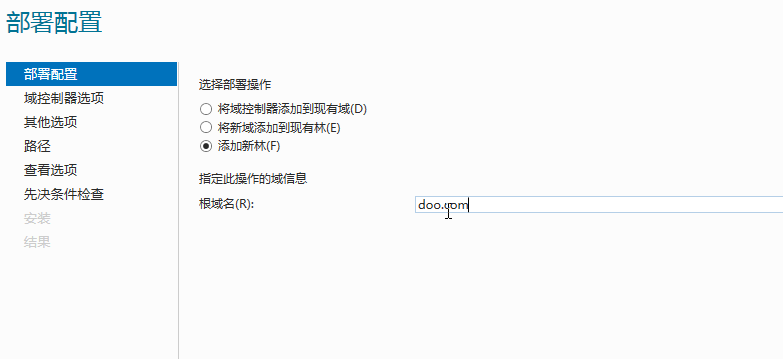 部署配置
部署配置
域控制器选项
其他选项
路径
查看选项
先决条件检查
安装
结果
选择部署操作
将域控制器添加到现有域(D)
将新域添加到现有林(E)
添加新林(F)
指定此操作的域信息
根域名(R): doo.com